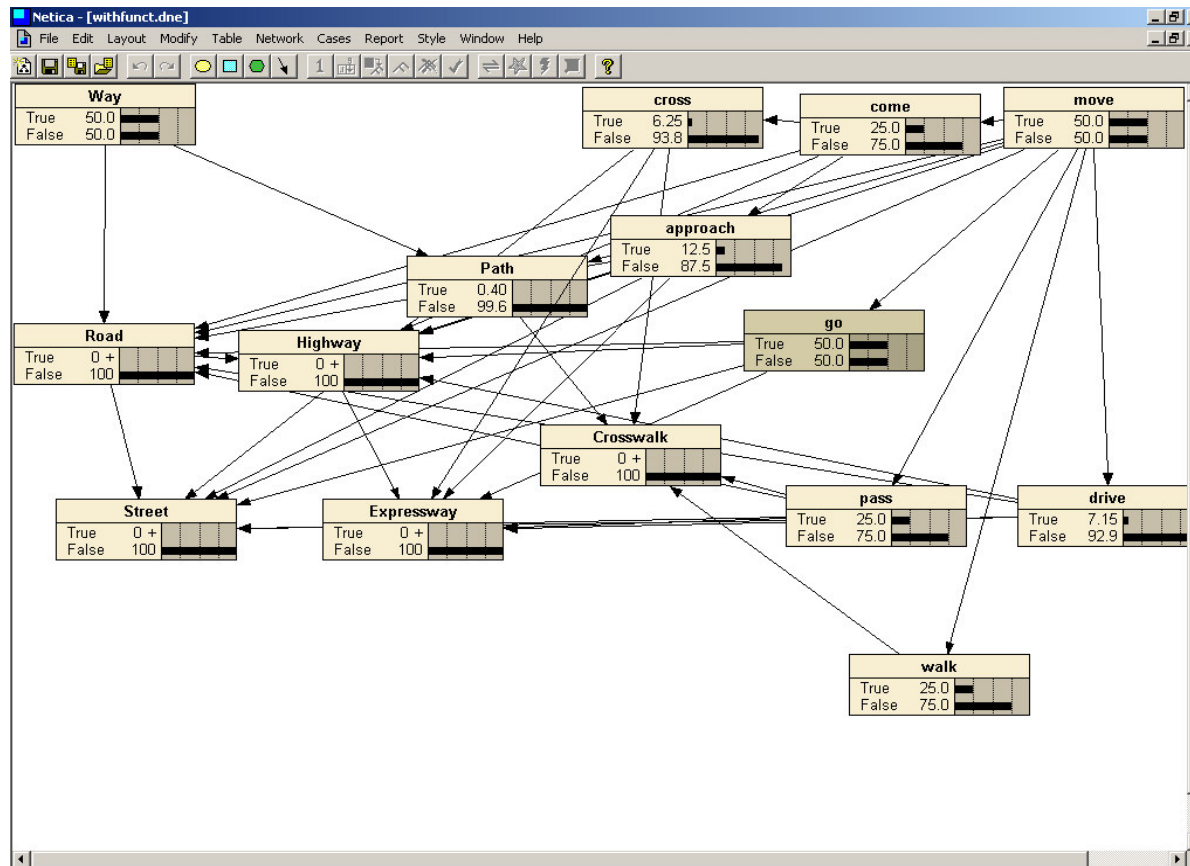 Netica - [withfunct.dne]
File Edit Layout Modify Table Network Cases Report Style Window Help
1 ?
Way
True 50.0
False 50.0
cross
True 6.25
False 93.8
come
True 25.0
False 75.0
move
True 50.0
False 50.0
approach
True 12.5
False 87.5
Path
True 0.40
False 99.6
Road
True 0 +
False 100
Highway
True 0 +
False 100
go
True 50.0
False 50.0
Crosswalk
True 0 +
False 100
Street
True 0 +
False 100
Expressway
True 0 +
False 100
pass
True 25.0
False 75.0
drive
True 7.15
False 92.9
walk
True 25.0
False 75.0